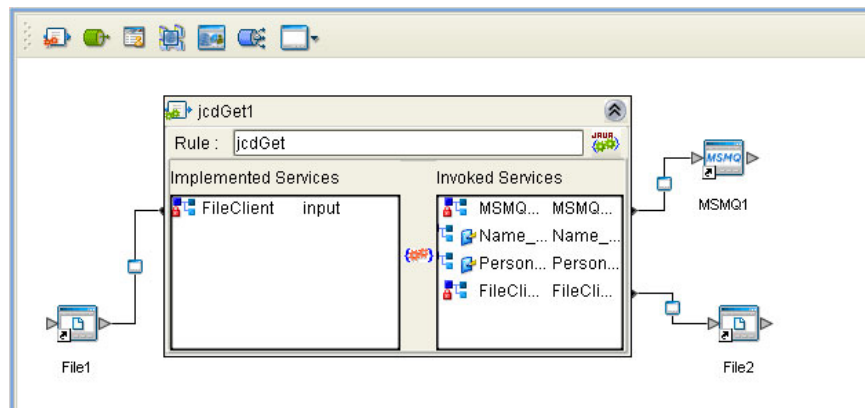 jcdGet1
Rule : jcdGet
JAVA
Implemented Services
Invoked Services
FileClient input
MSMQ... MSMQ...
Name_... Name_...
Person... Person...
FileCli... FileCli...
MSMQ
MSMQ1
File1
File2